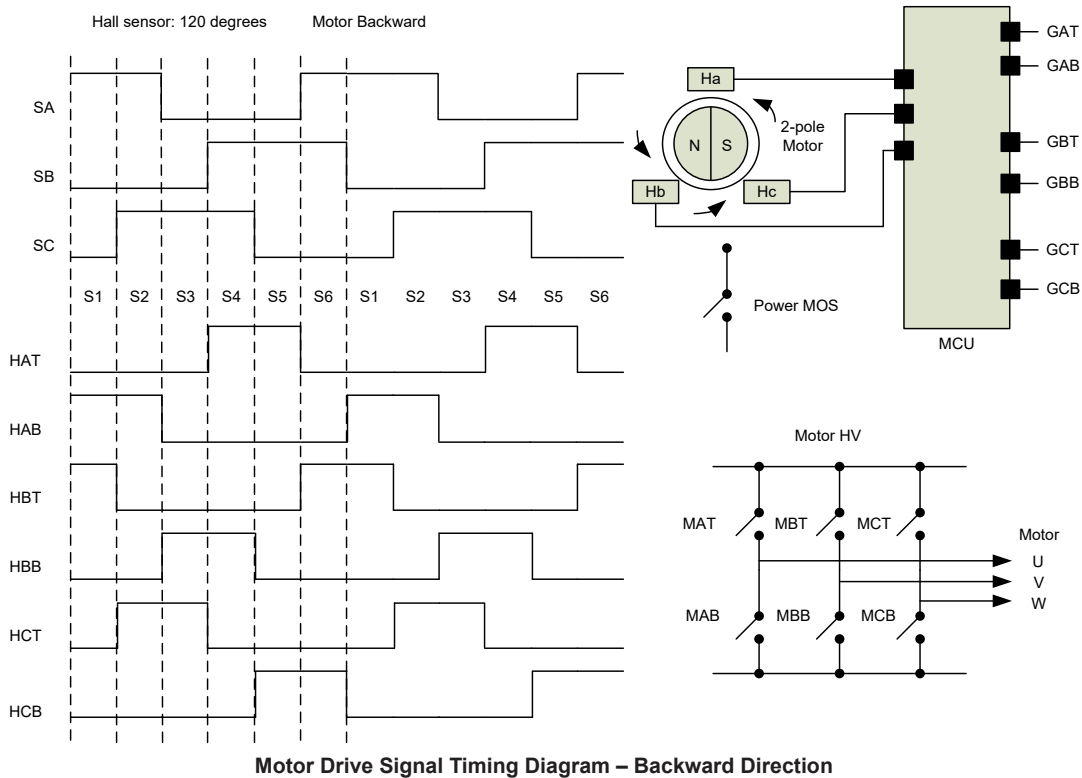 Hall sensor: 120 degrees
Motor Backward
SA
SB
SC
S1 S2 S3 S4 S5 S6 S1 S2 S3 S4 S5 S6
HAT
HAB
HBT
HBB
HCT
HCB
Ha
2-pole
Motor
N S
Hb
Hc
Power MOS
GAT
GAB
GBT
GBB
GCT
GCB
MCU
Motor HV
MAT MBT MCT
Motor
U
V
W
MAB MBB MCB
Motor Drive Signal Timing Diagram – Backward Direction